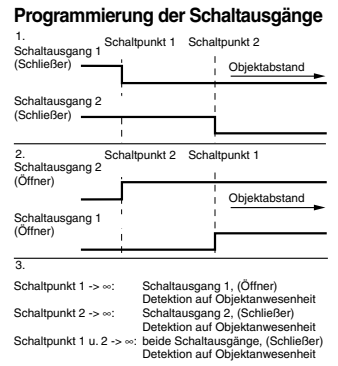 Programmierung der Schaltausgänge
1.
Schaltpunkt 1 Schaltpunkt 2
Schaltausgang 1
(Schließer)
Objektabstand
Schaltausgang 2
(Schließer)
2.
Schaltpunkt 2 Schaltpunkt 1
Schaltausgang 2
(Öffner)
Objektabstand
Schaltausgang 1
(Öffner)
3.
Schaltpunkt 1 -> ∞: Schaltausgang 1, (Öffner)
Detektion auf Objektanwesenheit
Schaltpunkt 2 -> ∞: Schaltausgang 2, (Schließer)
Detektion auf Objektanwesenheit
Schaltpunkt 1 u. 2 -> ∞: beide Schaltausgänge, (Schließer)
Detektion auf Objektanwesenheit